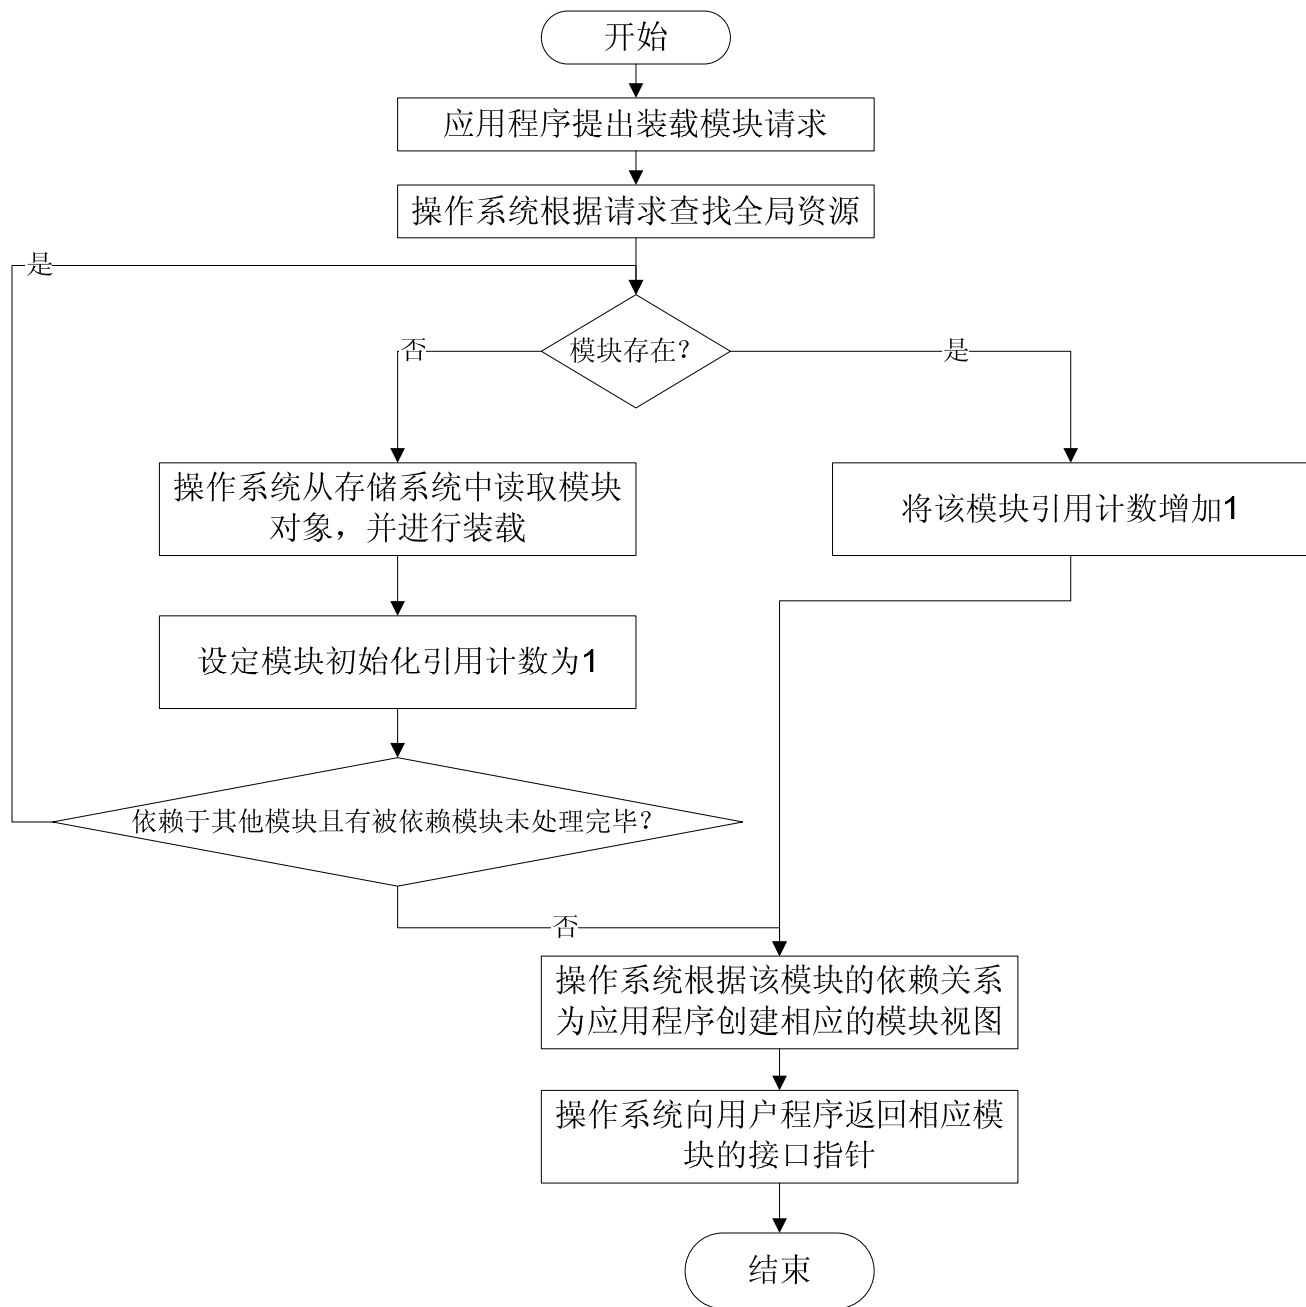 开始
应用程序提出装载模块请求
操作系统根据请求查找全局资源
是
模块存在？
否
是
操作系统从存储系统中读取模块
对象，并进行装载
将该模块引用计数增加1
设定模块初始化引用计数为1
依赖于其他模块且有被依赖模块未处理完毕？
否
操作系统根据该模块的依赖关系
为应用程序创建相应的模块视图
操作系统向用户程序返回相应模
块的接口指针
结束